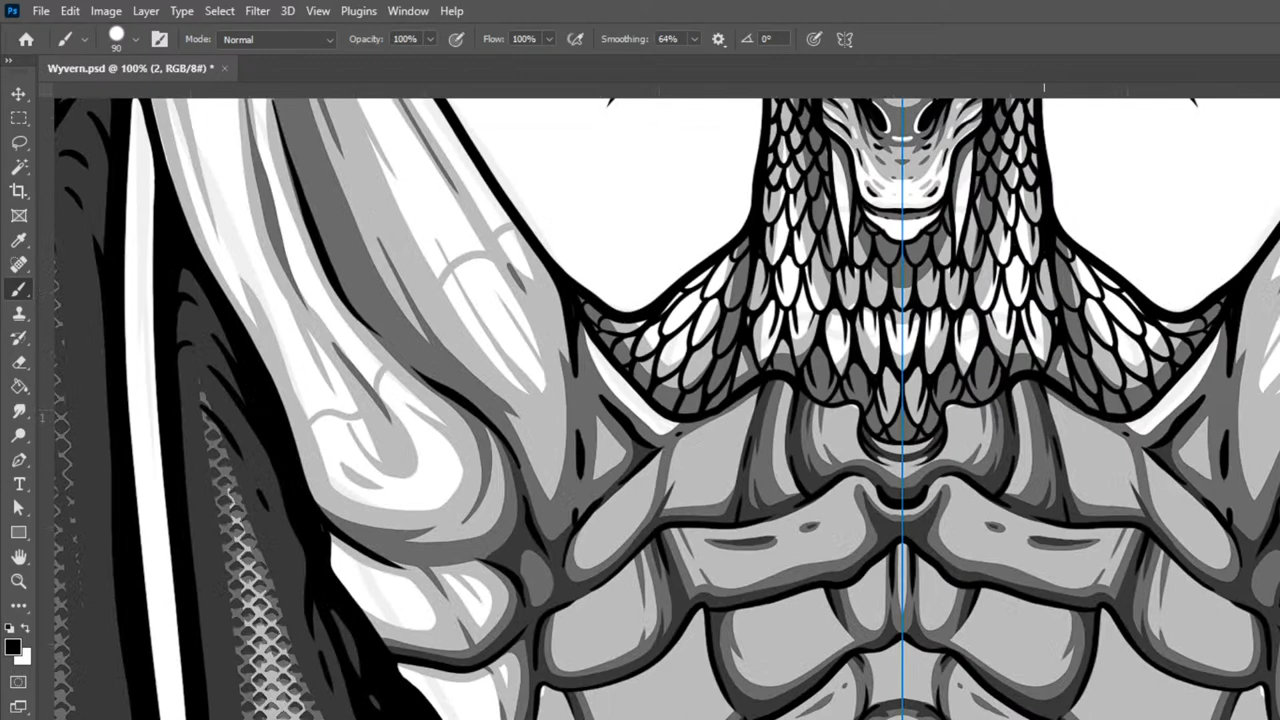 Ps File Edit Image Layer Type Select Filter 3D View Plugins Window Help
90 Mode: Normal Opacity: 100% Flow: 100% Smoothing: 64% 0°
Wyvern.psd @ 100% (2, RGB/8#) * ×
1